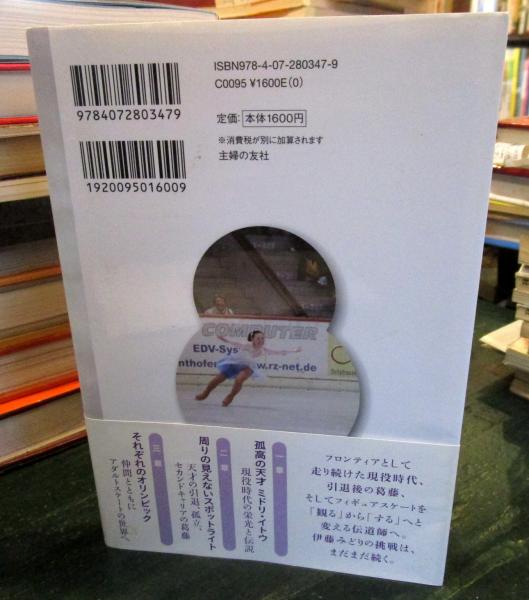 ISBN978-4-07-280347-9
C0095 ¥1600E(0)
9784072803479
定価: 本体1600円
※消費税が別に加算されます
主婦の友社
1920095016009
COMPUTER
EDV-Sys
nthofer
w.rz-net.de
フロンティアとして
走り続けた現役時代、
引退後の葛藤、
そしてフィギュアスケートを
「観る」から「する」へと
変える伝道師へ。
伊藤みどりの挑戦は、
まだまだ続く。
一章
孤高の天才 ミドリ・イトウ
現役時代の栄光と伝説
二章
周りの見えないスポットライト
天才の引退、孤立、
セカンドキャリアの葛藤
三章
それぞれのオリンピック
仲間とともに
アダルトスケートの世界へ